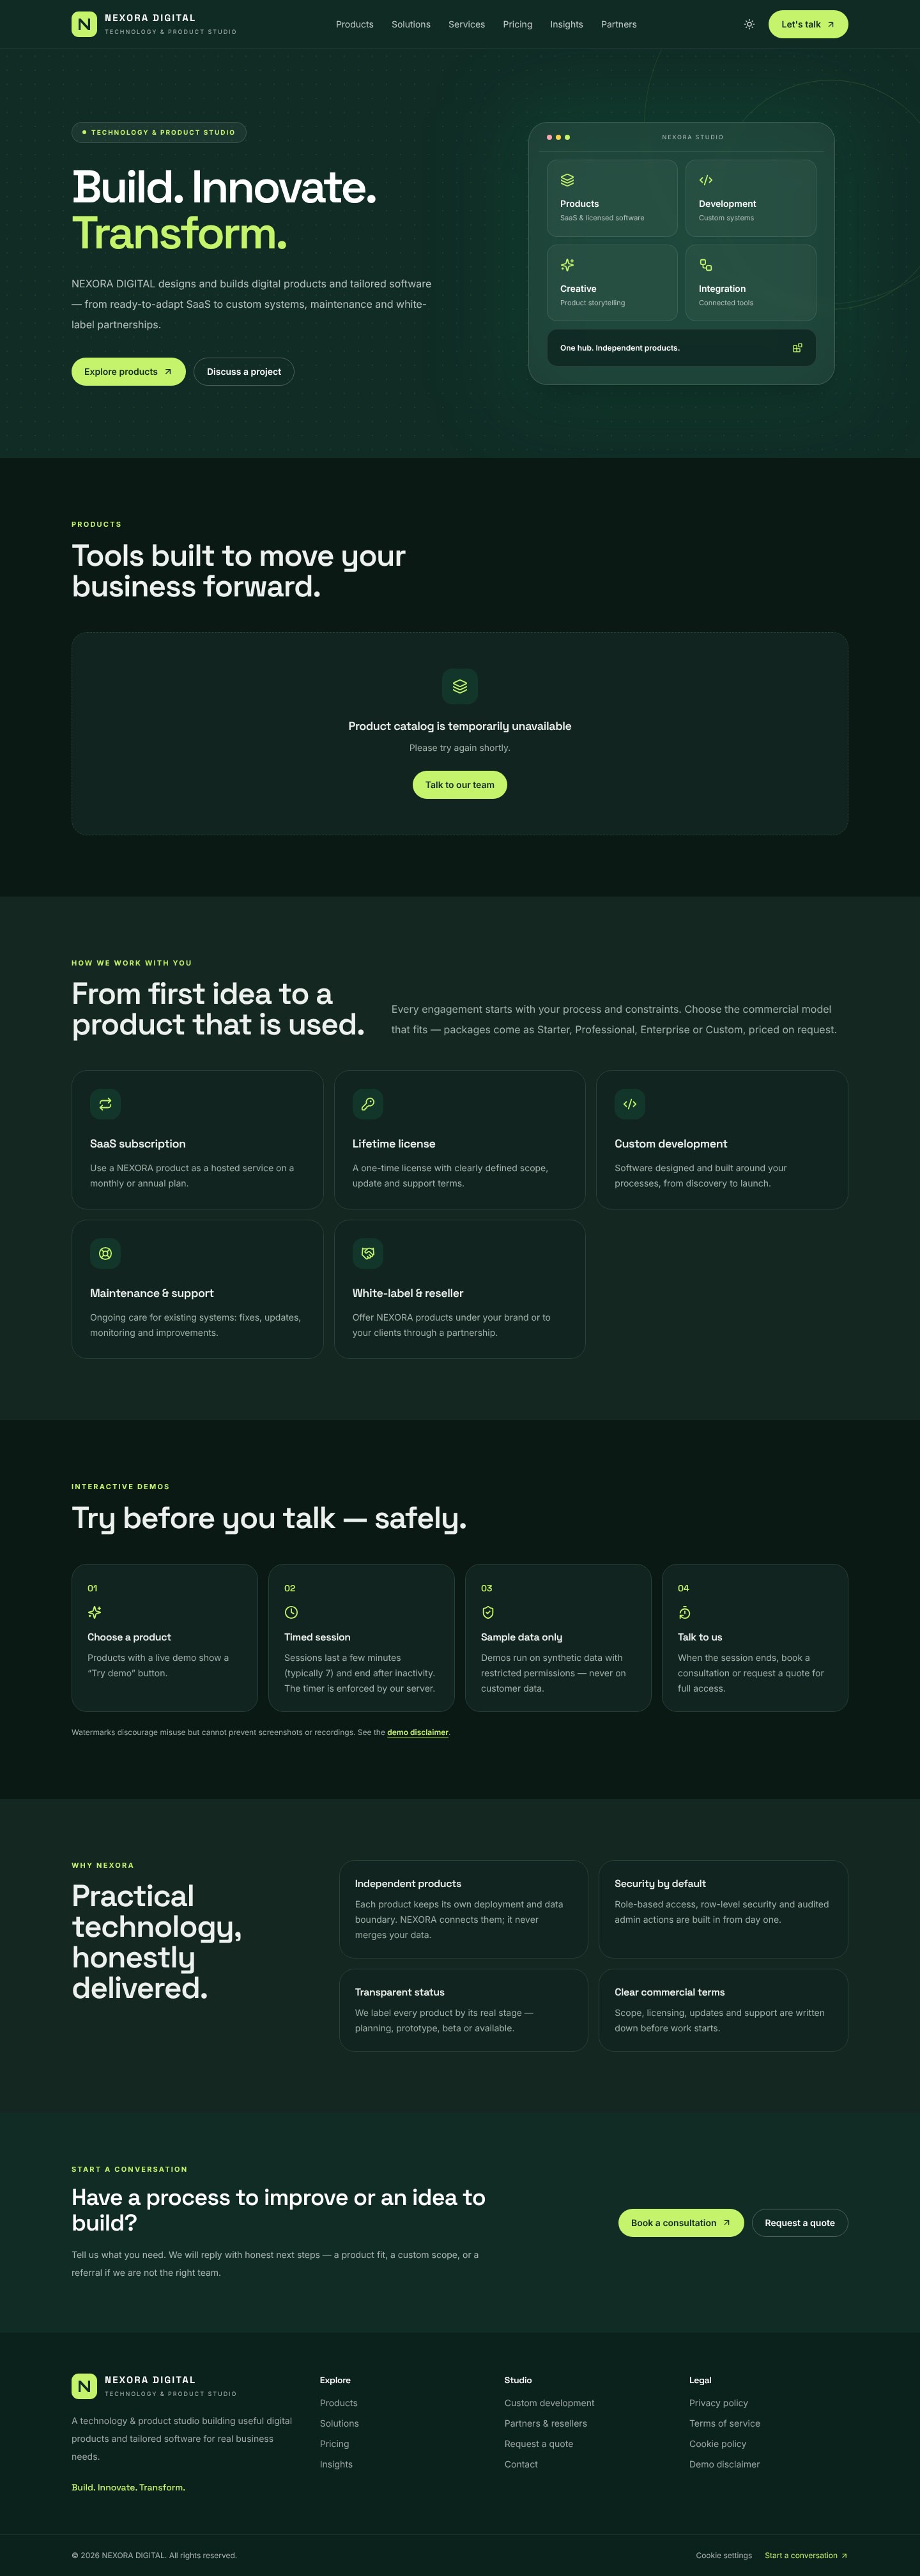 NEXORA DIGITAL
TECHNOLOGY & PRODUCT STUDIO
Products
Solutions
Services
Pricing
Insights
Partners
Let's talk
TECHNOLOGY & PRODUCT STUDIO
Build. Innovate.
Transform.
NEXORA DIGITAL designs and builds digital products and tailored software
— from ready-to-adapt SaaS to custom systems, maintenance and white-
label partnerships.
Explore products
Discuss a project
NEXORA STUDIO
Products
SaaS & licensed software
Development
Custom systems
Creative
Product storytelling
Integration
Connected tools
One hub. Independent products.
PRODUCTS
Tools built to move your
business forward.
Product catalog is temporarily unavailable
Please try again shortly.
Talk to our team
HOW WE WORK WITH YOU
From first idea to a
product that is used.
Every engagement starts with your process and constraints. Choose the commercial model
that fits — packages come as Starter, Professional, Enterprise or Custom, priced on request.
SaaS subscription
Use a NEXORA product as a hosted service on a
monthly or annual plan.
Lifetime license
A one-time license with clearly defined scope,
update and support terms.
Custom development
Software designed and built around your
processes, from discovery to launch.
Maintenance & support
Ongoing care for existing systems: fixes, updates,
monitoring and improvements.
White-label & reseller
Offer NEXORA products under your brand or to
your clients through a partnership.
INTERACTIVE DEMOS
Try before you talk — safely.
01
Choose a product
Products with a live demo show a
“Try demo” button.
02
Timed session
Sessions last a few minutes
(typically 7) and end after inactivity.
The timer is enforced by our server.
03
Sample data only
Demos run on synthetic data with
restricted permissions — never on
customer data.
04
Talk to us
When the session ends, book a
consultation or request a quote for
full access.
Watermarks discourage misuse but cannot prevent screenshots or recordings. See the demo disclaimer.
WHY NEXORA
Practical
technology,
honestly
delivered.
Independent products
Each product keeps its own deployment and data
boundary. NEXORA connects them; it never
merges your data.
Security by default
Role-based access, row-level security and audited
admin actions are built in from day one.
Transparent status
We label every product by its real stage —
planning, prototype, beta or available.
Clear commercial terms
Scope, licensing, updates and support are written
down before work starts.
START A CONVERSATION
Have a process to improve or an idea to
build?
Tell us what you need. We will reply with honest next steps — a product fit, a custom scope, or a
referral if we are not the right team.
Book a consultation
Request a quote
NEXORA DIGITAL
TECHNOLOGY & PRODUCT STUDIO
A technology & product studio building useful digital
products and tailored software for real business
needs.
Build. Innovate. Transform.
Explore
Products
Solutions
Pricing
Insights
Studio
Custom development
Partners & resellers
Request a quote
Contact
Legal
Privacy policy
Terms of service
Cookie policy
Demo disclaimer
© 2026 NEXORA DIGITAL. All rights reserved.
Cookie settings
Start a conversation